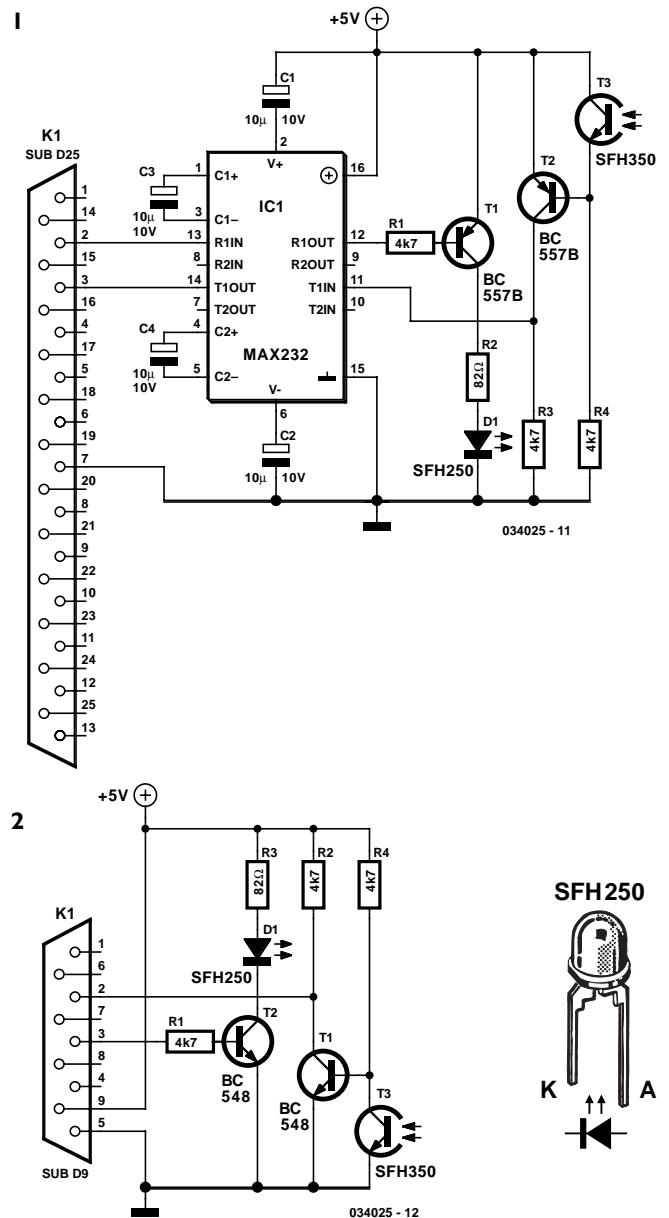 1
+5V
C1
10µ 10V
K1
SUB D25
1
14
2
15
3
16
4
17
5
18
6
19
7
20
8
21
9
22
10
23
11
24
12
25
13
C3
10µ
10V
C4
10µ
10V
2
V+
1
C1+
3
C1–
13
R1IN
8
R2IN
14
T1OUT
7
T2OUT
4
C2+
5
C2–
IC1
MAX232
V-
6
C2
10µ 10V
16
R1OUT
12
R2OUT
9
T1IN
11
T2IN
10
15
R1
4k7
T1
BC
557B
T2
BC
557B
T3
SFH350
R2
82Ω
D1
SFH250
R3
4k7
R4
4k7
034025 - 11
2
+5V
K1
1
6
2
7
3
8
4
9
5
SUB D9
R3
82Ω
R2
4k7
R4
4k7
D1
SFH250
R1
4k7
T2
BC
548
T1
BC
548
T3
SFH350
034025 - 12
SFH250
K
A